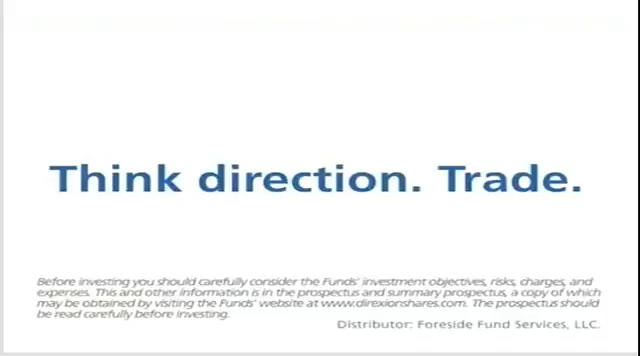 Think direction. Trade.
Before investing you should carefully consider the Funds' investment objectives, risks, charges, and
expenses. This and other information is in the prospectus and summary prospectus, a copy of which
may be obtained by visiting the Funds' website at www.direxionshares.com. The prospectus should
be read carefully before investing.
Distributor: Foreside Fund Services, LLC.